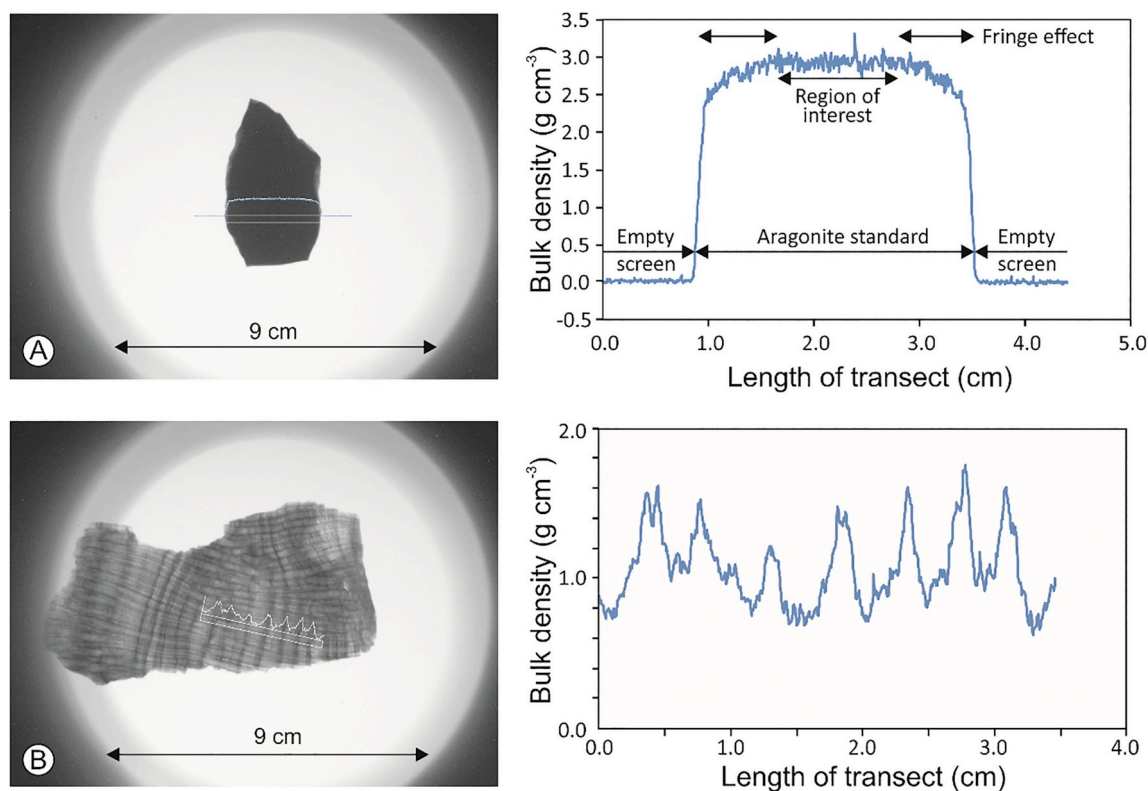 A
9 cm
Bulk density (g cm-3)
3.5
3.0
2.5
2.0
1.5
1.0
0.5
0.0
-0.5
Fringe effect
Region of
interest
Empty
screen
Aragonite standard
Empty
screen
0.0 1.0 2.0 3.0 4.0 5.0
Length of transect (cm)
B
9 cm
Bulk density (g cm-3)
2.0
1.0
0.0
0.0 1.0 2.0 3.0 4.0
Length of transect (cm)